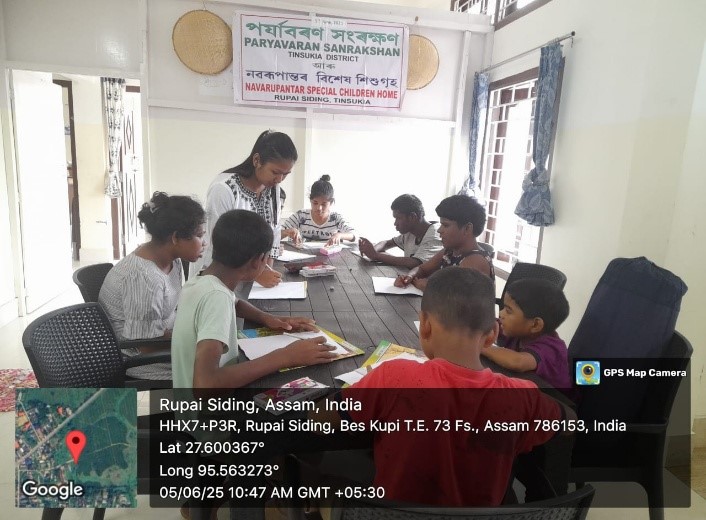 পৰ্য্যাবৰণ সংৰক্ষণ
PARYAVARAN SANRAKSHAN
TINSUKIA DISTRICT
আৰু
নৱৰূপান্তৰ বিশেষ শিশুগৃহ
NAVARUPANTAR SPECIAL CHILDREN HOME
RUPAI SIDING, TINSUKIA
GPS Map Camera
Rupai Siding, Assam, India
HHX7+P3R, Rupai Siding, Bes Kupi T.E. 73 Fs., Assam 786153, India
Lat 27.600367°
Long 95.563273°
05/06/25 10:47 AM GMT +05:30
Google